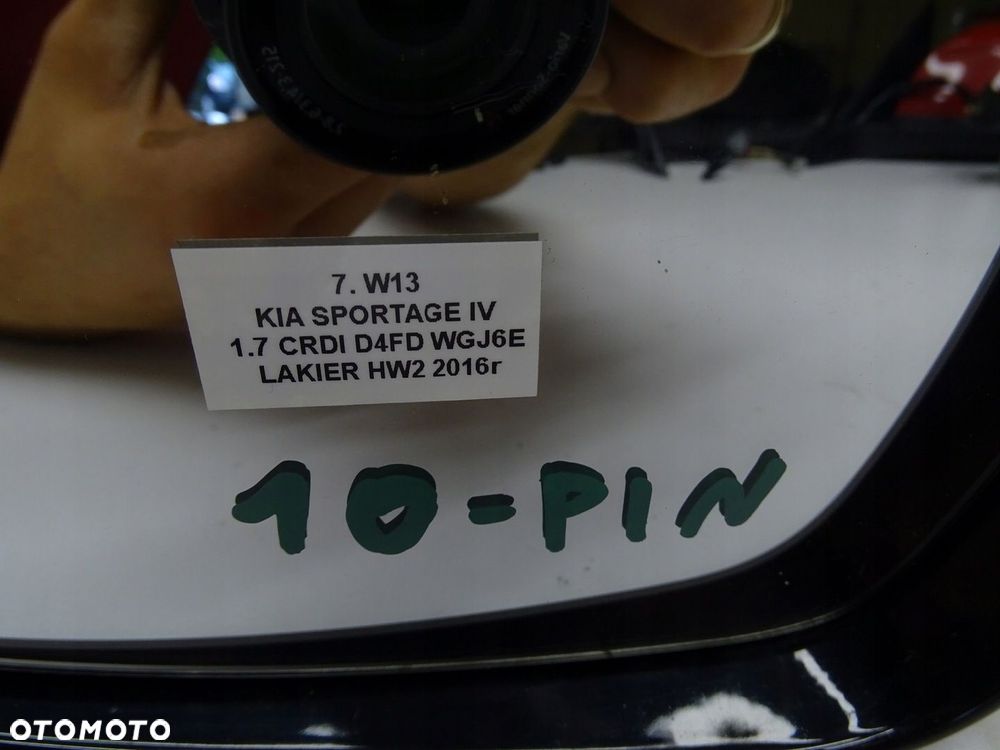 7. W13
KIA SPORTAGE IV
1.7 CRDI D4FD WGJ6E
LAKIER HW2 2016r
10-PIN
OTOMOTO